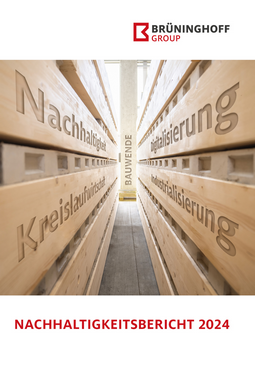 BRÜNINGHOFF
GROUP
Nachhaltigkeit
Digitalisierung
BAUWENDE
Kreislaufwirtschaft
Industrialisierung
NACHHALTIGKEITSBERICHT 2024